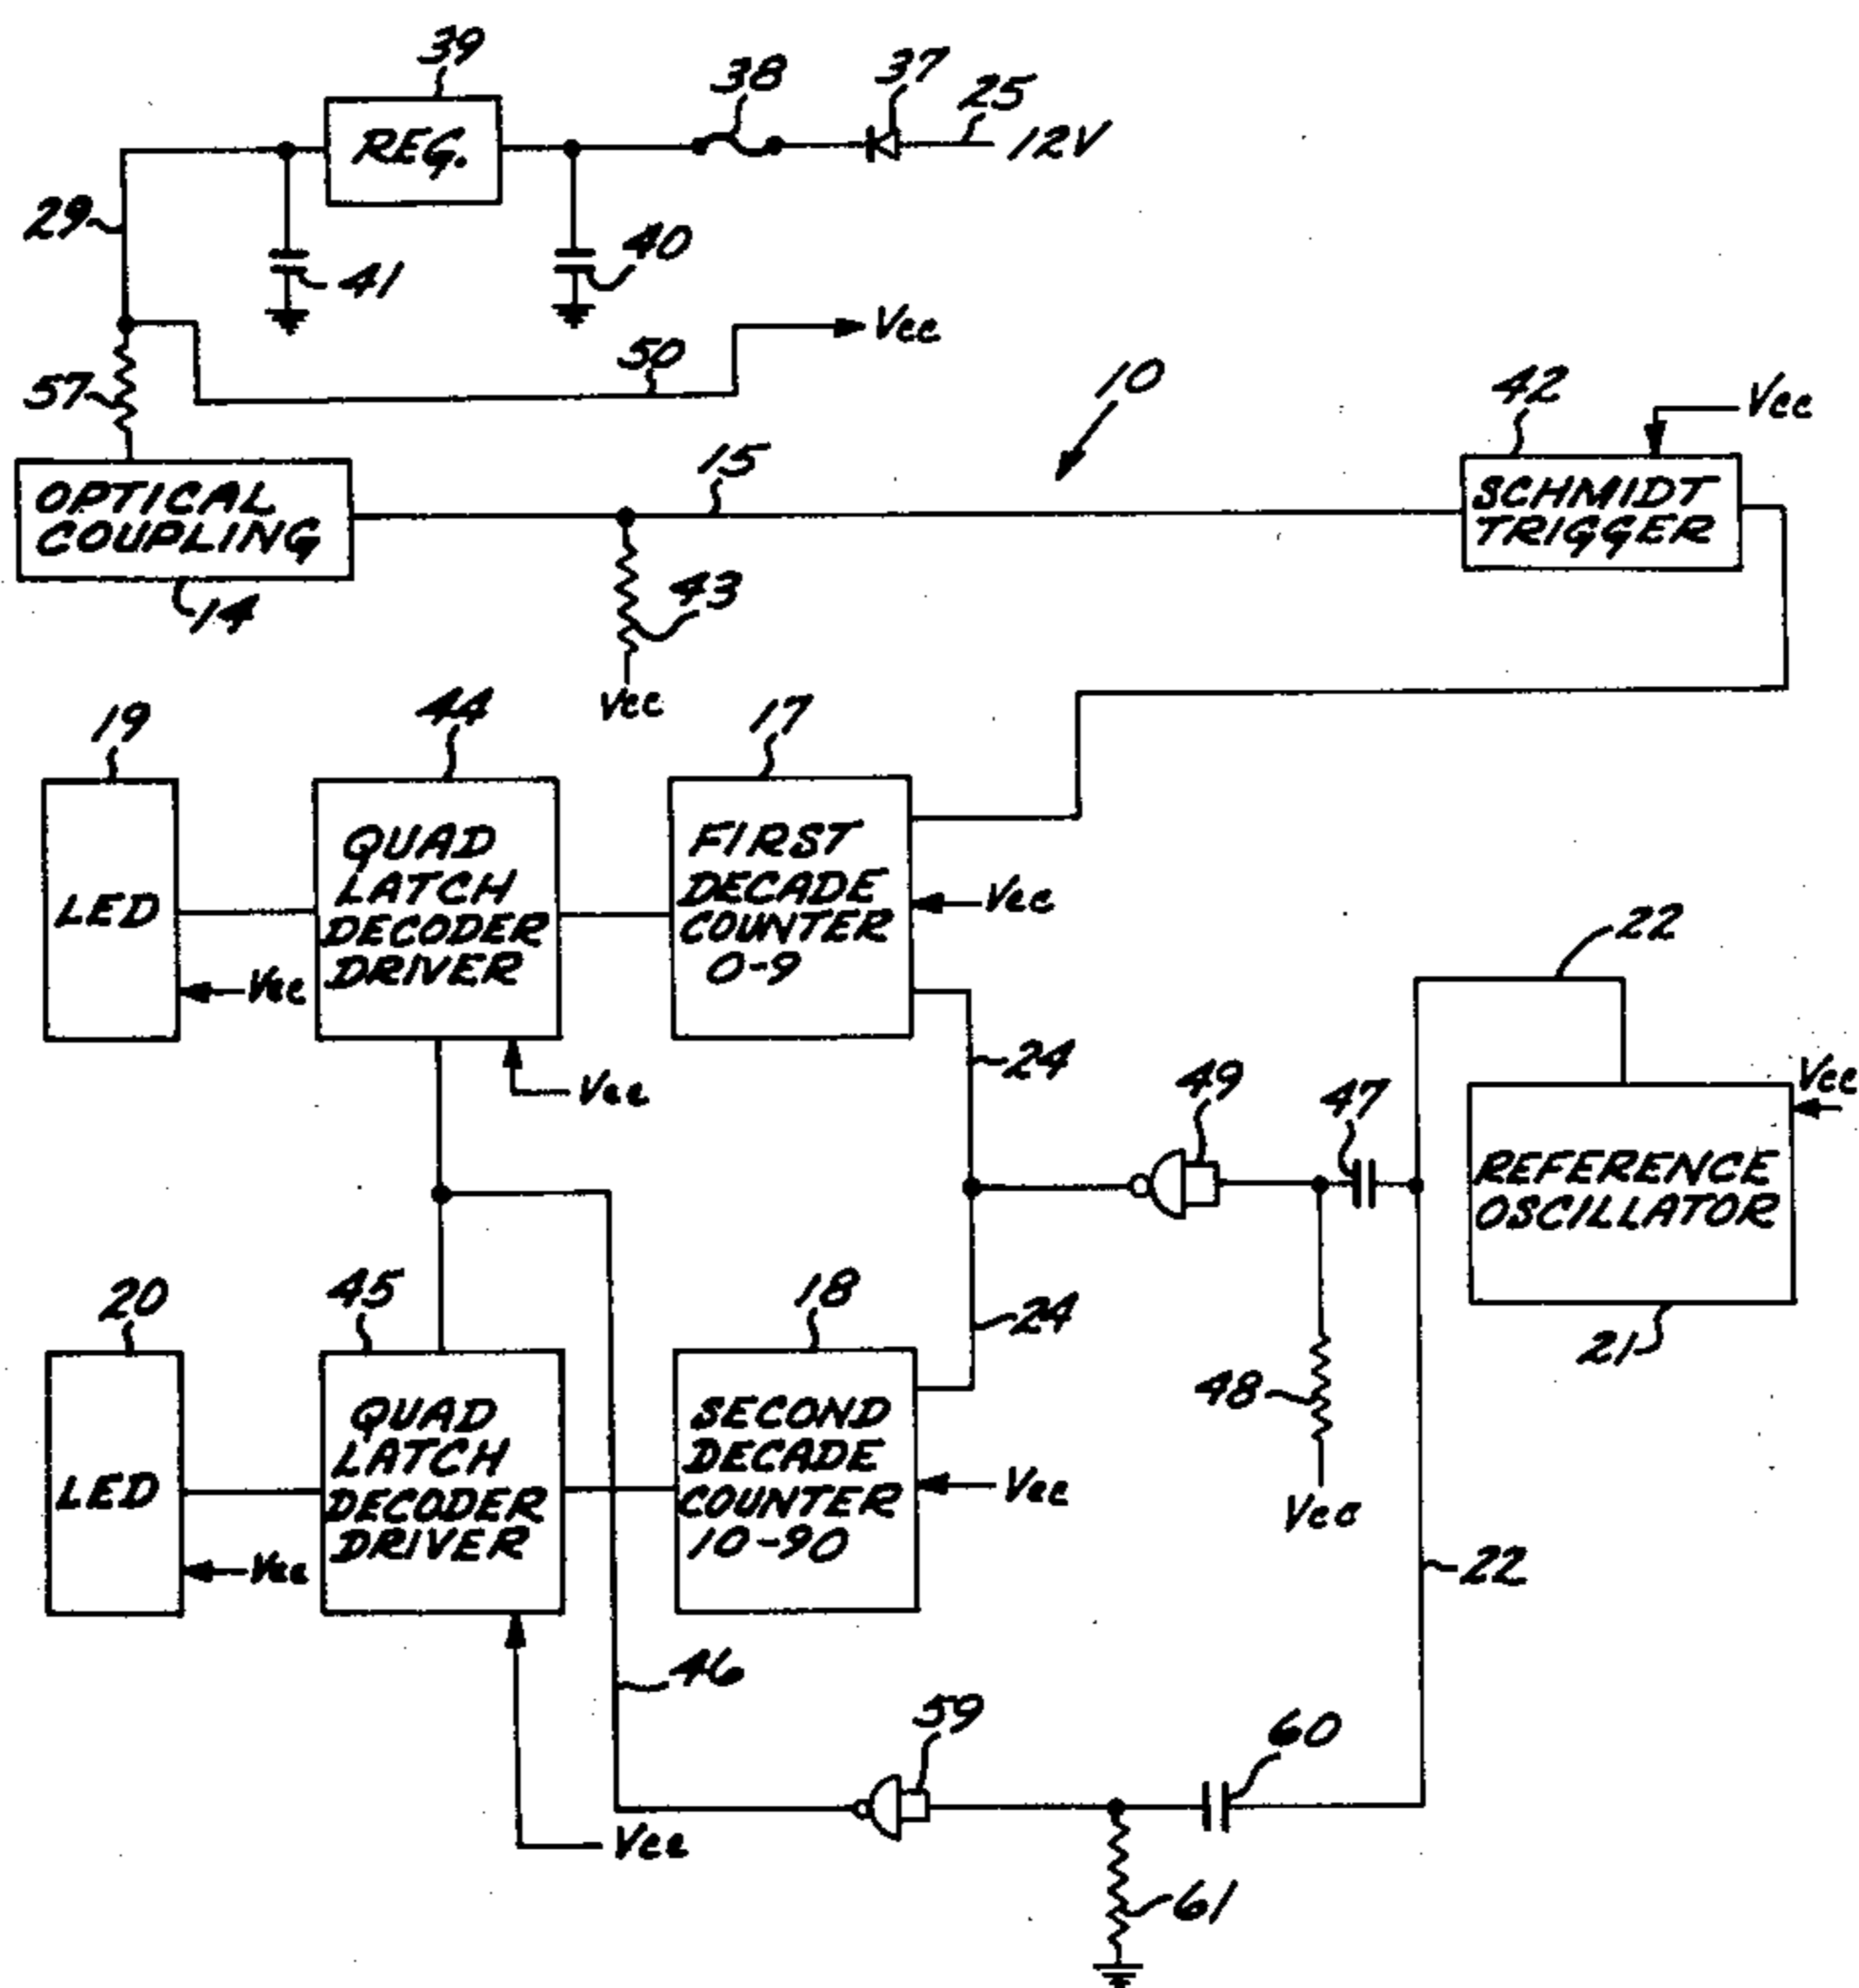 39
38
37
25
REG.
12V
29
41
40
Vcc
50
57
10
42
Vcc
15
OPTICAL
COUPLING
SCHMIDT
TRIGGER
14
43
Vcc
19
44
17
LED
QUAD
LATCH
DECODER
DRIVER
FIRST
DECADE
COUNTER
0-9
Vcc
Vcc
22
24
Vcc
49
47
Vcc
REFERENCE
OSCILLATOR
20
45
18
24
21
48
LED
QUAD
LATCH
DECODER
DRIVER
SECOND
DECADE
COUNTER
10-90
Vcc
Vcc
Vcc
22
46
59
60
Vcc
61